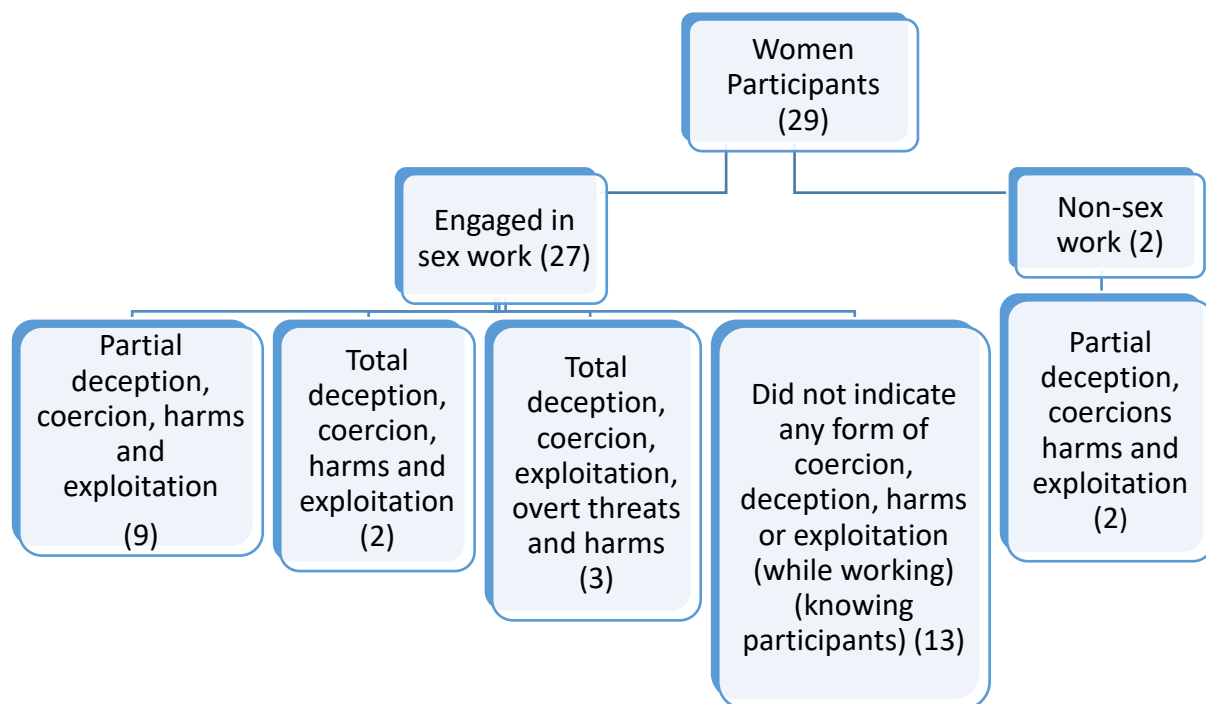 Women
Participants
(29)
Engaged in
sex work (27)
Non-sex
work (2)
Partial
deception,
coercion, harms
and
exploitation
(9)
Total
deception,
coercion,
harms and
exploitation
(2)
Total
deception,
coercion,
exploitation,
overt threats
and harms
(3)
Did not indicate
any form of
coercion,
deception, harms
or exploitation
(while working)
(knowing
participants) (13)
Partial
deception,
coercions
harms and
exploitation
(2)